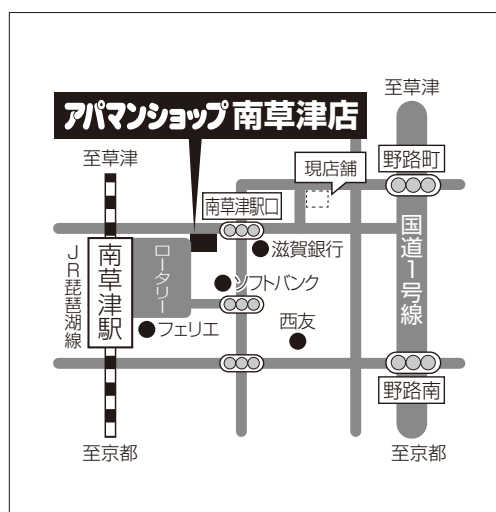 至草津
アパマンショップ 南草津店
至草津
現店舗
野路町
南草津駅口
滋賀銀行
ロータリー
JR琵琶湖線
南草津駅
国道1号線
ソフトバンク
西友
フェリエ
野路南
至京都
至京都